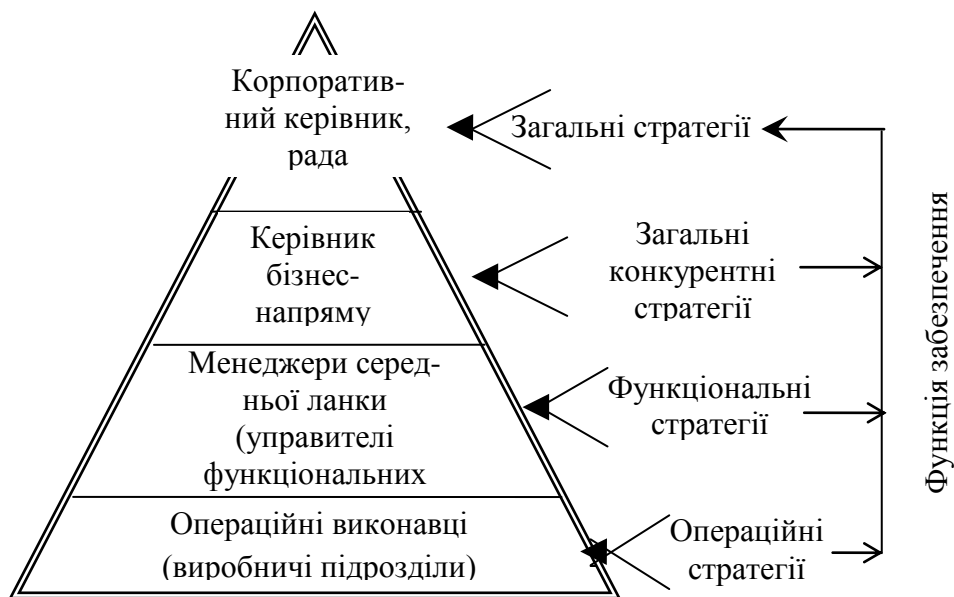 Корпоратив-
ний керівник,
рада
Загальні стратегії
Керівник
бізнес-
напряму
Загальні
конкурентні
стратегії
Менеджери серед-
ньої ланки
(управителі
функціональних
Функціональні
стратегії
Операційні виконавці
(виробничі підрозділи)
Операційні
стратегії
Функція забезпечення